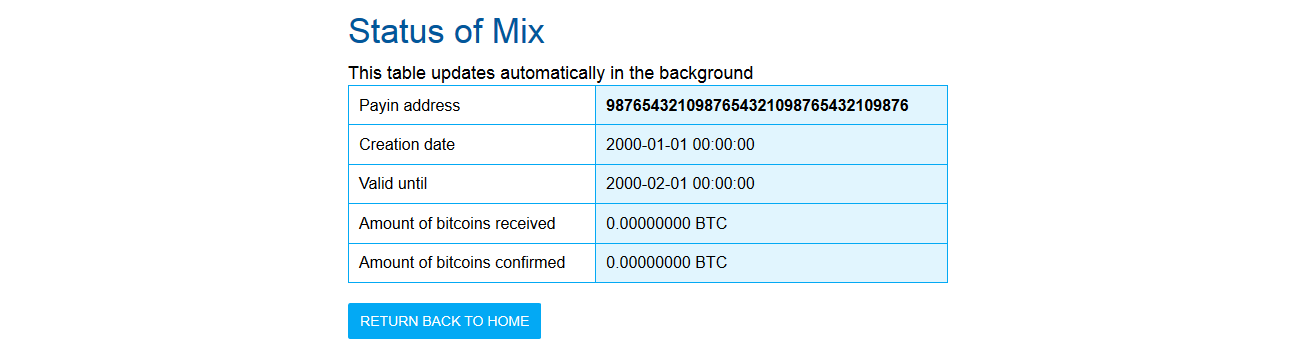 Status of Mix
This table updates automatically in the background
Payin address 9876543210987654321098765432109876
Creation date 2000-01-01 00:00:00
Valid until 2000-02-01 00:00:00
Amount of bitcoins received 0.00000000 BTC
Amount of bitcoins confirmed 0.00000000 BTC
RETURN BACK TO HOME